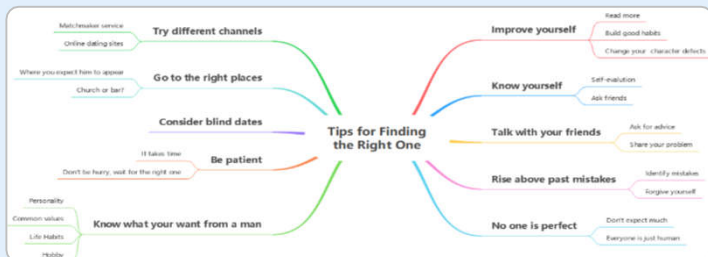 Tips for Finding
the Right One
Improve yourself
Read more
Build good habits
Change your character defects
Know yourself
Self-evalution
Ask friends
Talk with your friends
Ask for advice
Share your problem
Rise above past mistakes
Identify mistakes
Forgive yourself
No one is perfect
Don't expect much
Everyone is just human
Try different channels
Matchmaker service
Online dating sites
Go to the right places
Where you expect him to appear
Church or bar?
Consider blind dates
Be patient
It takes time
Don't be hurry, wait for the right one
Know what your want from a man
Personality
Common values
Life Habits
Hobby